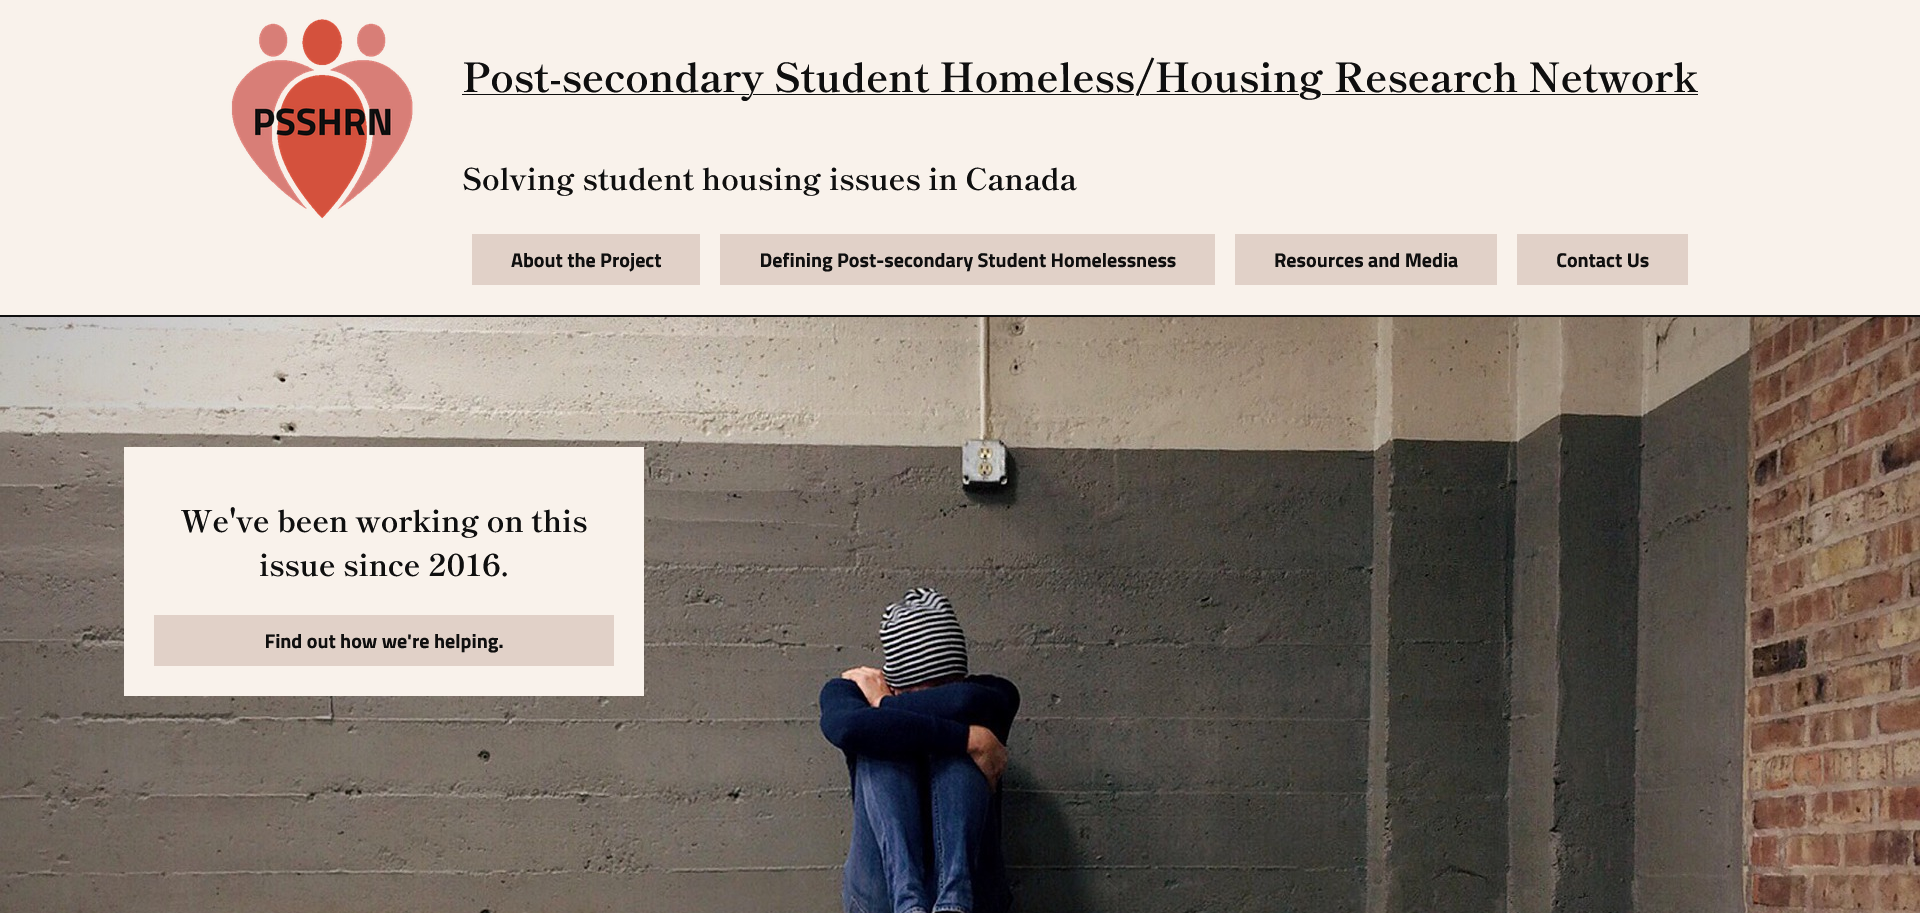 PSSHRN
Post-secondary Student Homeless/Housing Research Network
Solving student housing issues in Canada
About the Project
Defining Post-secondary Student Homelessness
Resources and Media
Contact Us
We've been working on this
issue since 2016.
Find out how we're helping.